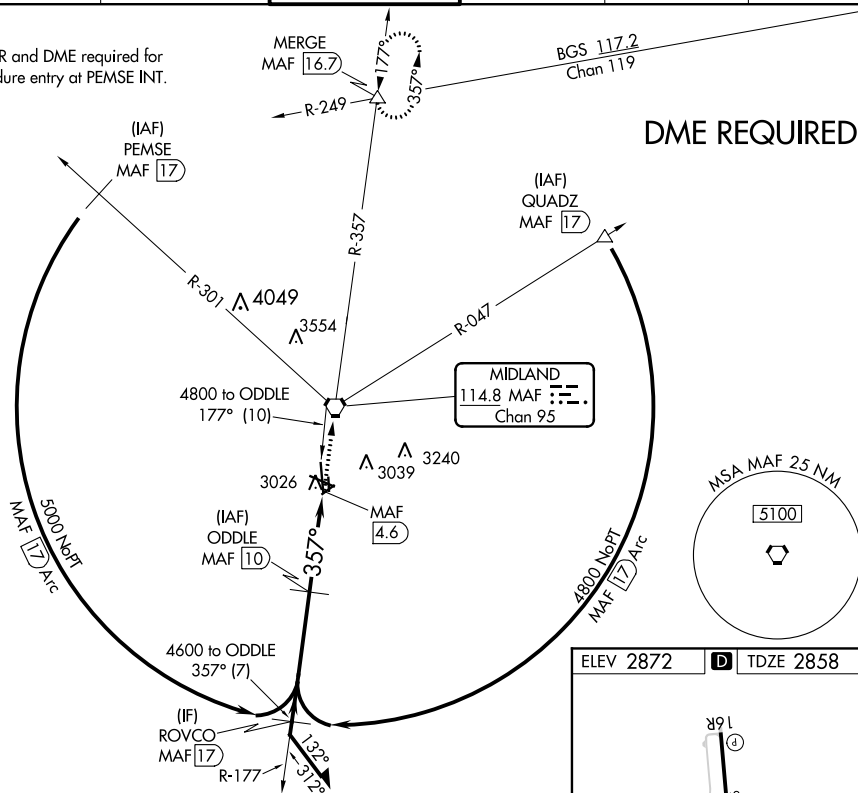 R and DME required for
dure entry at PEMSE INT.
MERGE
MAF 16.7
177°
357°
R-249
BGS 117.2
Chan 119
DME REQUIRED
(IAF)
PEMSE
MAF 17
(IAF)
QUADZ
MAF 17
R-357
R-301
4049
3554
R-047
MIDLAND
114.8 MAF
Chan 95
4800 to ODDLE
177° (10)
3026
3039
3240
MAF
4.6
(IAF)
ODDLE
MAF 10
357°
5000 NoPT
MAF 17 Arc
4800 NoPT
MAF 17 Arc
MSA MAF 25 NM
5100
4600 to ODDLE
357° (7)
(IF)
ROVCO
MAF 17
R-177
132°
312°
ELEV 2872
D
TDZE 2858
16R
P